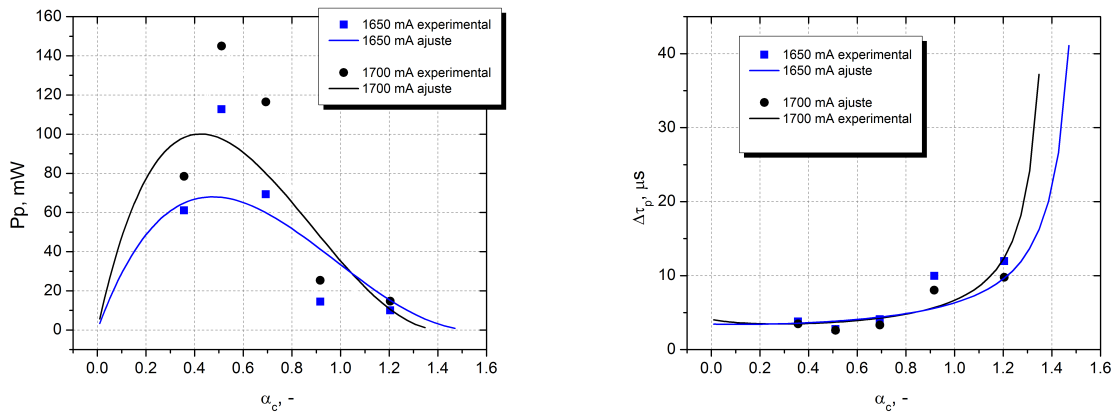 160
140
120
100
80
60
40
20
0
Pp, mW
1650 mA experimental
1650 mA ajuste
1700 mA experimental
1700 mA ajuste
0.0 0.2 0.4 0.6 0.8 1.0 1.2 1.4 1.6
αc, -
40
30
20
10
0
Δτp, μs
1650 mA experimental
1650 mA ajuste
1700 mA ajuste
1700 mA experimental
0.0 0.2 0.4 0.6 0.8 1.0 1.2 1.4 1.6
αc, -